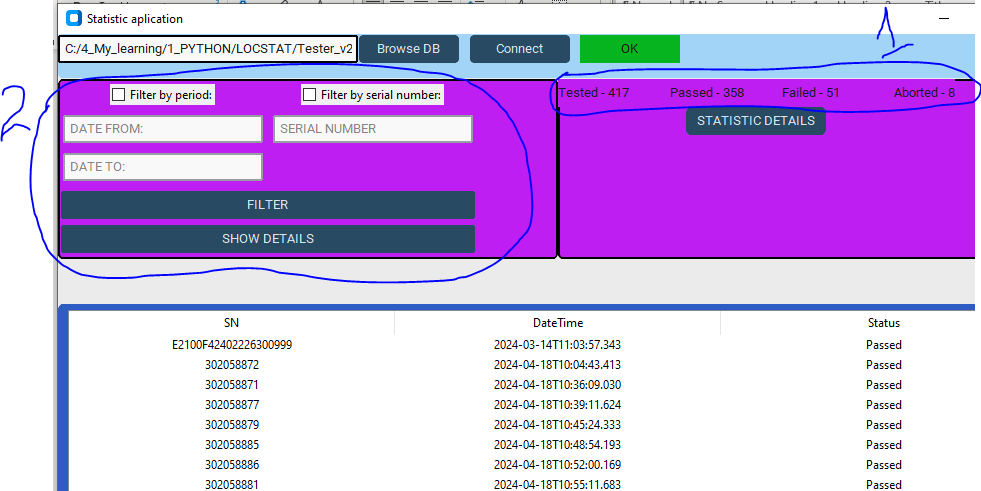 Statistic aplication
C:/4_My_learning/1_PYTHON/LOCSTAT/Tester_v2 Browse DB Connect OK
1
2
Filter by period: Filter by serial number:
DATE FROM: SERIAL NUMBER
DATE TO:
FILTER
SHOW DETAILS
Tested - 417 Passed - 358 Failed - 51 Aborted - 8
STATISTIC DETAILS
SN DateTime Status
E2100F42402226300999 2024-03-14T11:03:57.343 Passed
302058872 2024-04-18T10:04:43.413 Passed
302058871 2024-04-18T10:36:09.030 Passed
302058877 2024-04-18T10:39:11.624 Passed
302058879 2024-04-18T10:45:24.333 Passed
302058885 2024-04-18T10:48:54.193 Passed
302058886 2024-04-18T10:52:00.169 Passed
302058881 2024-04-18T10:55:11.683 Passed